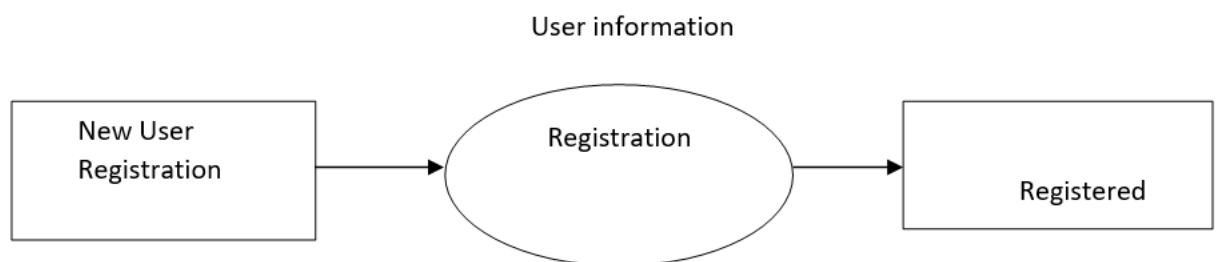 User information
New User
Registration
Registration
Registered